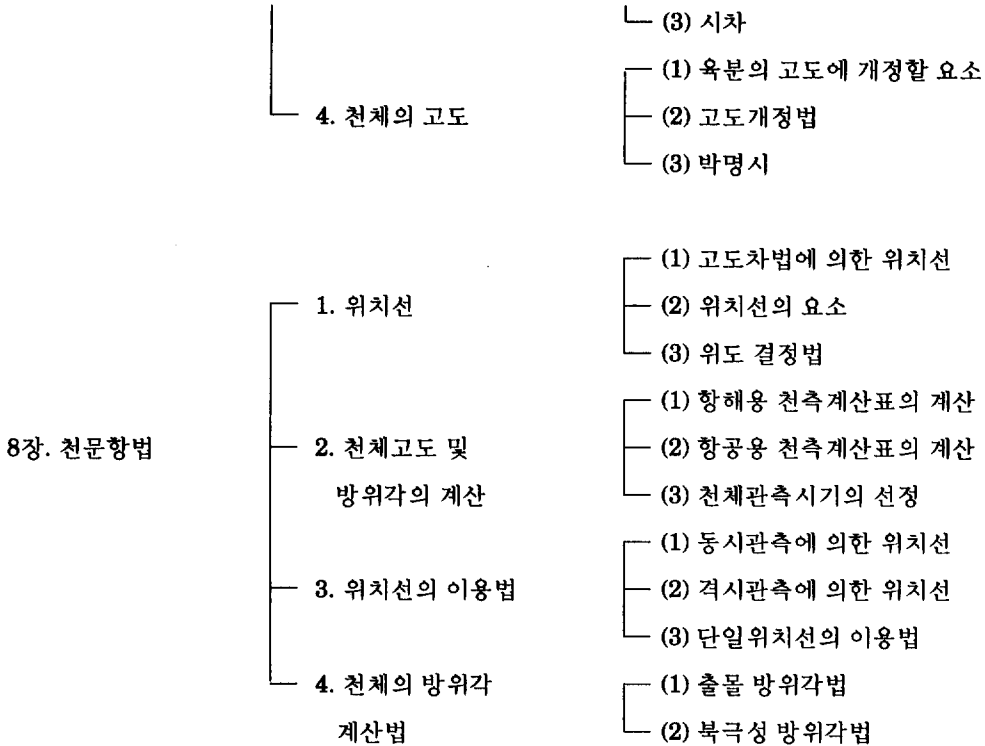 (3) 시차
4. 천체의 고도
(1) 육분의 고도에 개정할 요소
(2) 고도개정법
(3) 박명시
8장. 천문항법
1. 위치선
(1) 고도차법에 의한 위치선
(2) 위치선의 요소
(3) 위도 결정법
2. 천체고도 및
방위각의 계산
(1) 항해용 천측계산표의 계산
(2) 항공용 천측계산표의 계산
(3) 천체관측시기의 선정
3. 위치선의 이용법
(1) 동시관측에 의한 위치선
(2) 격시관측에 의한 위치선
(3) 단일위치선의 이용법
4. 천체의 방위각
계산법
(1) 출몰 방위각법
(2) 북극성 방위각법